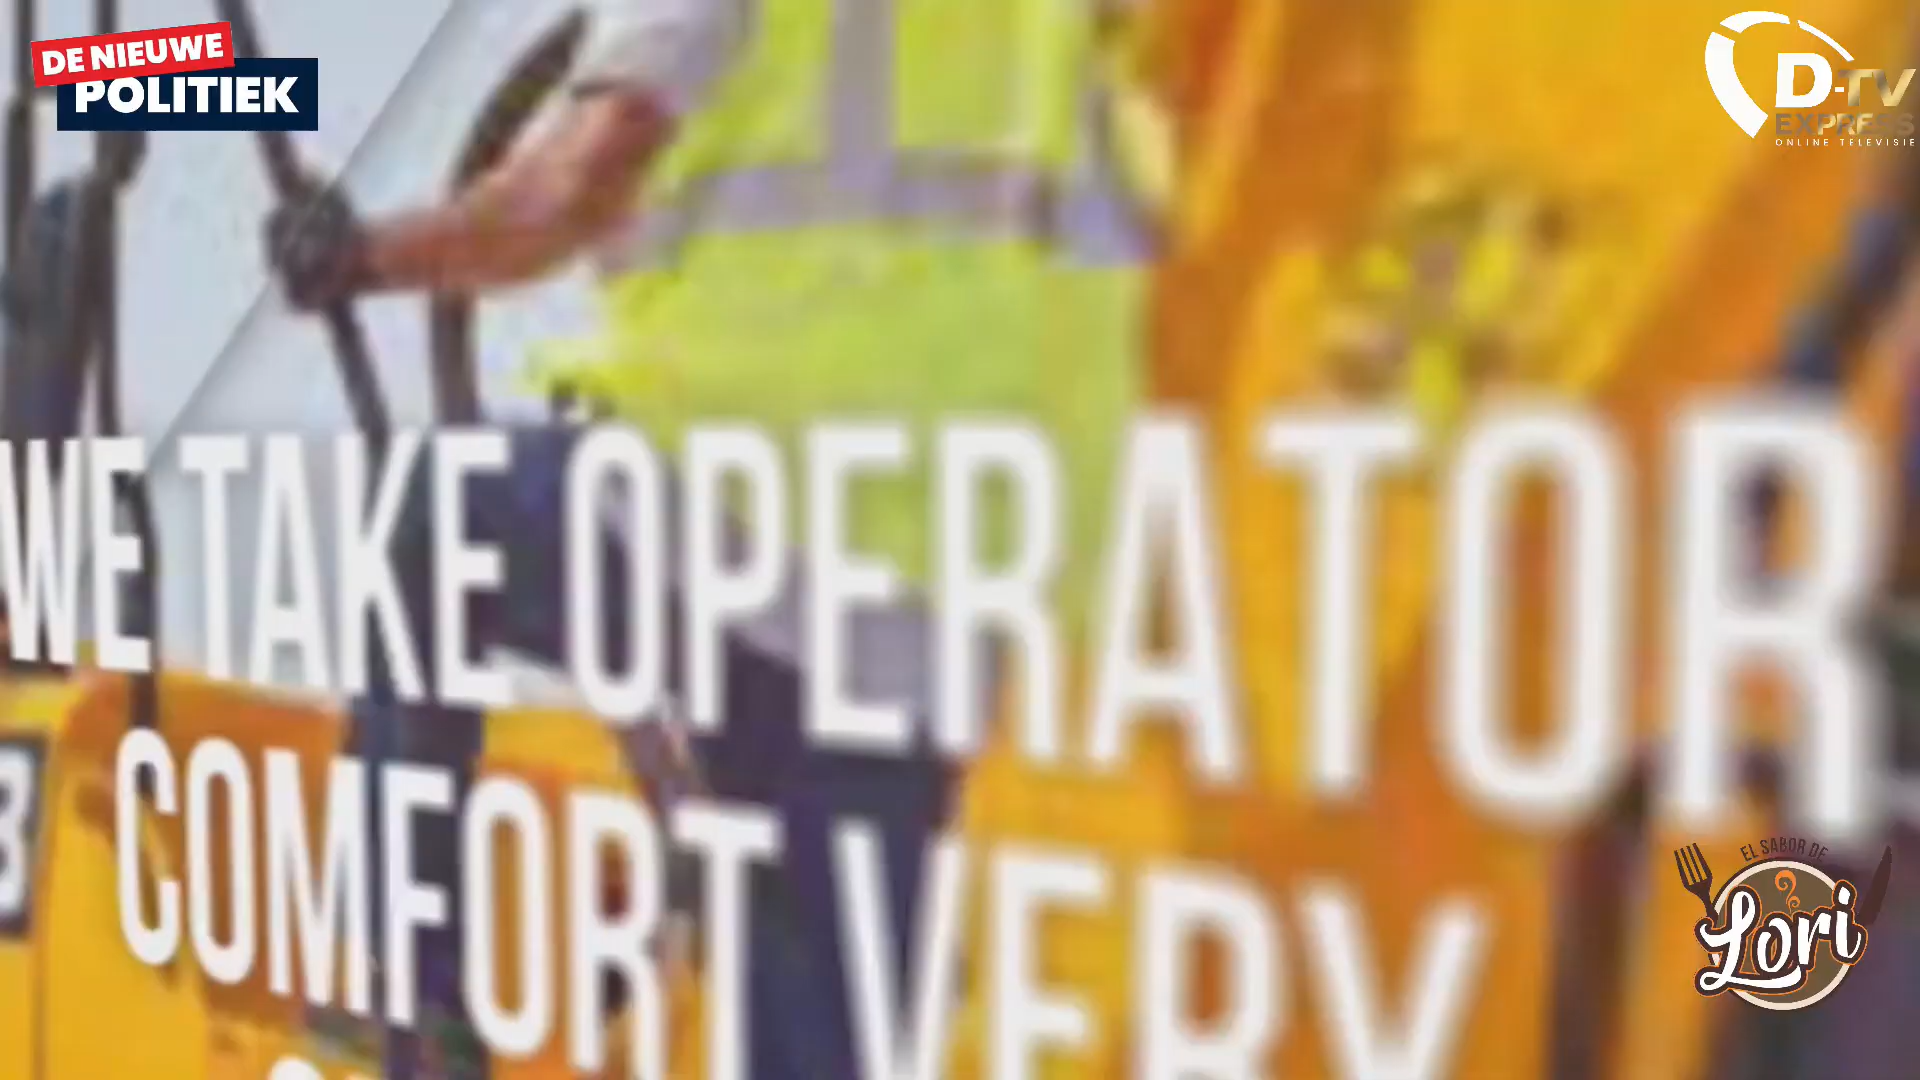 DE NIEUWE
POLITIEK
D-TV
EXPRESS
ONLINE TELEVISIE
WE TAKE OPERATOR
COMFORT VERY
EL SABOR DE
Lori